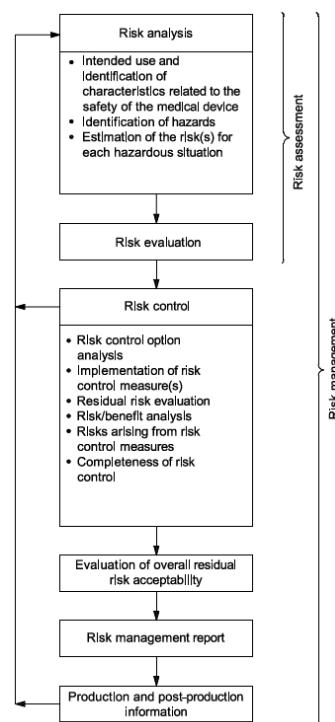 Risk analysis
• Intended use and
identification of
characteristics related to the
safety of the medical device
• Identification of hazards
• Estimation of the risk(s) for
each hazardous situation
Risk evaluation
Risk assessment
Risk control
• Risk control option
analysis
• Implementation of risk
control measure(s)
• Residual risk evaluation
• Risk/benefit analysis
• Risks arising from risk
control measures
• Completeness of risk
control
Risk management
Evaluation of overall residual
risk acceptability
Risk management report
Production and post-production
information